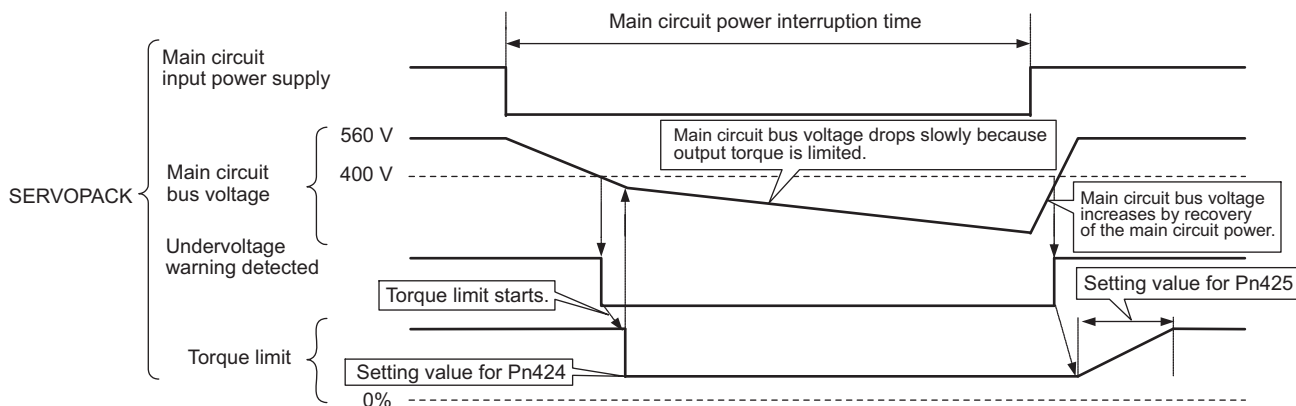 Main circuit power interruption time
Main circuit
input power supply
560 V
Main circuit bus voltage drops slowly because
output torque is limited.
Main circuit
bus voltage
400 V
SERVOPACK
Main circuit bus voltage
increases by recovery
of the main circuit power.
Undervoltage
warning detected
Torque limit starts.
Setting value for Pn425
Torque limit
Setting value for Pn424
0%